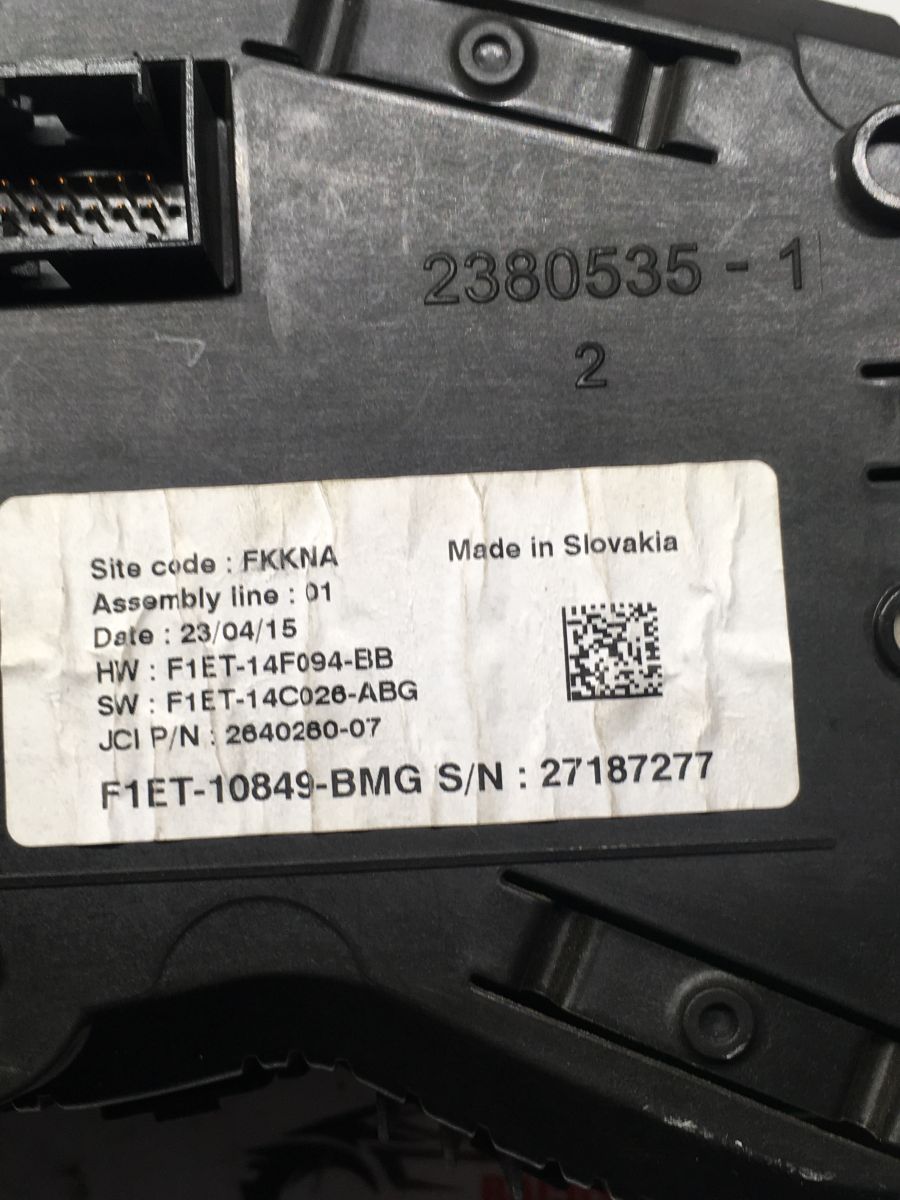 2380535 - 1
2
Site code : FKKNA
Made in Slovakia
Assembly line : 01
Date : 23/04/15
HW : F1ET-14F094-BB
SW : F1ET-14C026-ABG
JCI P/N : 2640260-07
F1ET-10849-BMG S/N : 27187277